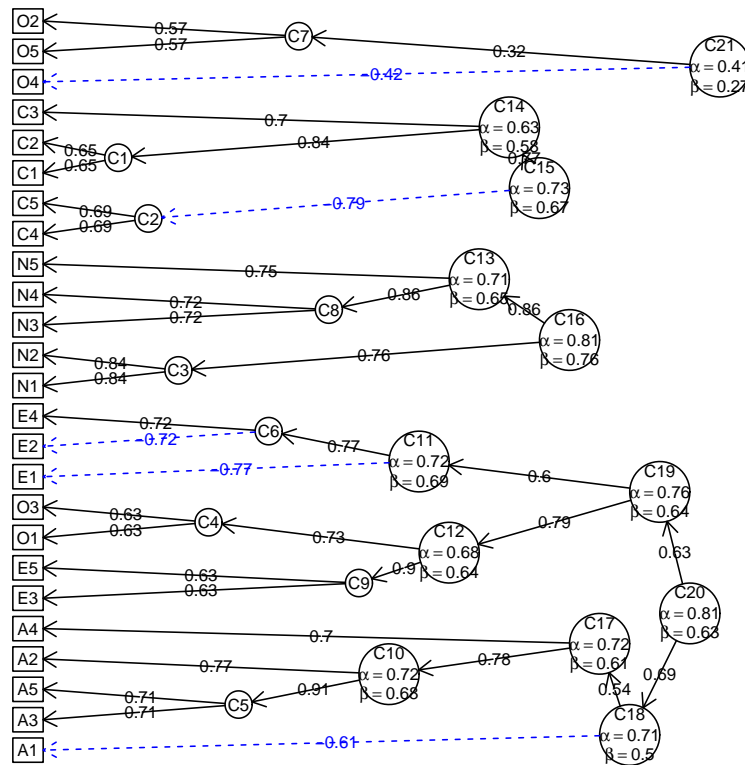 O2
0.57
C7
C21
α = 0.41
β = 0.27
O5
0.57
0.32
O4
-0.42
C3
0.7
C14
α = 0.63
β = 0.58
C2
0.65
C1
0.84
C1
0.65
C15
α = 0.73
β = 0.67
C5
0.69
C2
-0.79
C4
0.69
N5
0.75
C13
α = 0.71
β = 0.65
N4
0.72
C8
0.86
N3
0.72
0.86
C16
α = 0.81
β = 0.76
N2
0.84
C3
0.76
N1
0.84
E4
0.72
C6
0.77
C11
α = 0.72
β = 0.69
E2
-0.72
E1
-0.77
0.6
C19
α = 0.76
β = 0.64
O3
0.63
C4
0.73
C12
α = 0.68
β = 0.64
0.79
O1
0.63
0.63
E5
0.63
C9
0.9
E3
0.63
C20
α = 0.81
β = 0.63
A4
0.7
C17
α = 0.72
β = 0.61
A2
0.77
C10
α = 0.72
β = 0.68
0.78
0.69
A5
0.71
C5
0.91
0.54
A3
0.71
C18
α = 0.71
β = 0.5
A1
-0.61